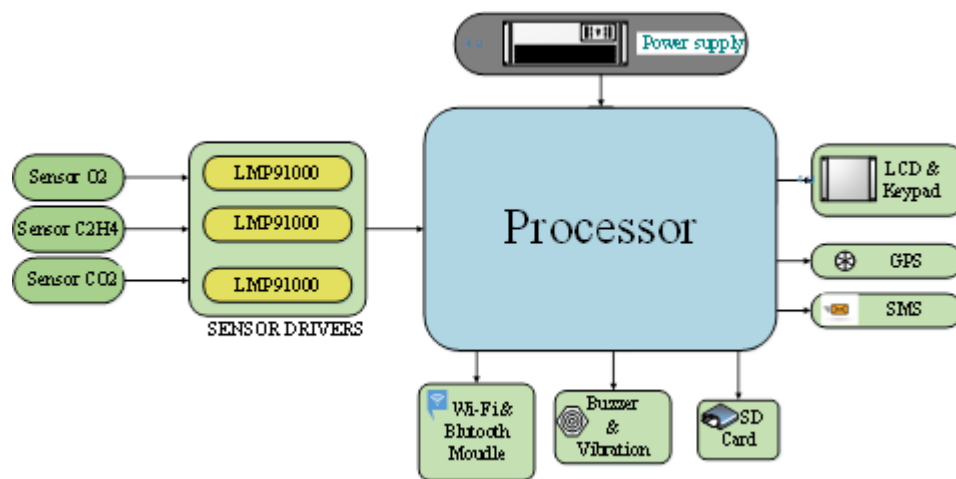 Power supply
LMP91000
Sensor O2
LMP91000
Sensor C2H4
LMP91000
Sensor CO2
SENSOR DRIVERS
Processor
LCD &
Keypad
GPS
SMS
Wi-Fi &
Blutooth
Moudle
Buzzer
&
Vibration
SD
Card